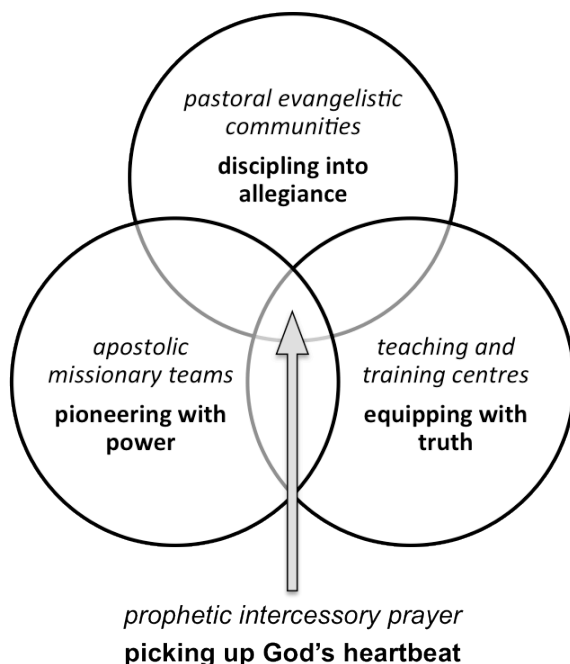 pastoral evangelistic
communities
discipling into
allegiance
apostolic
missionary teams
pioneering with
power
teaching and
training centres
equipping with
truth
prophetic intercessory prayer
picking up God’s heartbeat